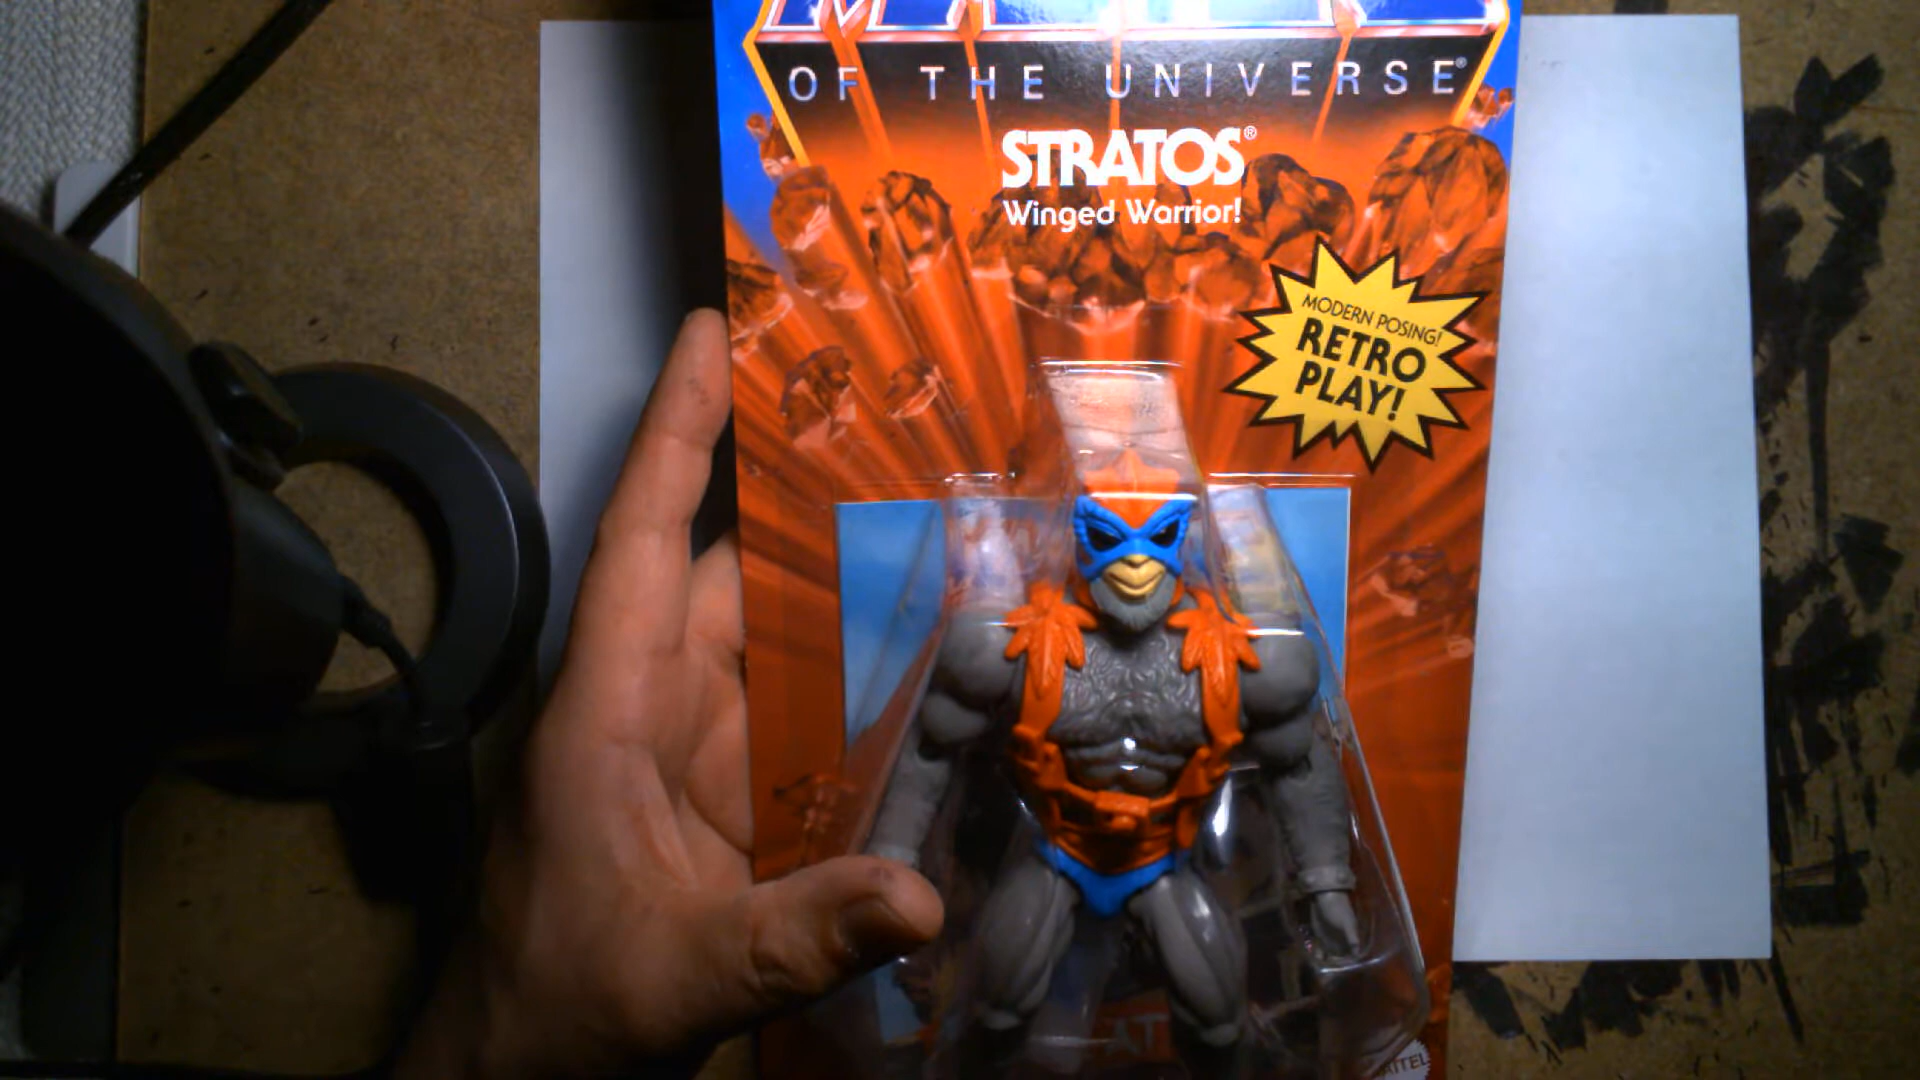 OF THE UNIVERSE®
STRATOS®
Winged Warrior!
MODERN POSING!
RETRO
PLAY!